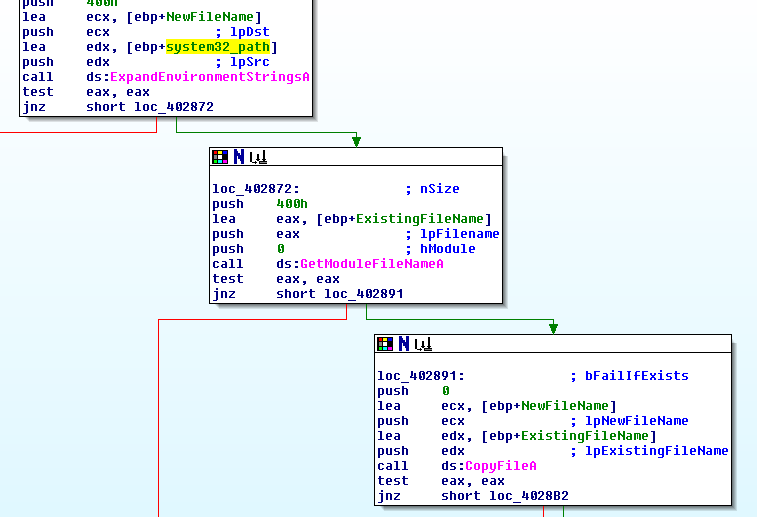 push    400h
lea     ecx, [ebp+NewFileName]
push    ecx             ; lpDst
lea     edx, [ebp+system32_path]
push    edx             ; lpSrc
call    ds:ExpandEnvironmentStringsA
test    eax, eax
jnz     short loc_402872
loc_402872:             ; nSize
push    400h
lea     eax, [ebp+ExistingFileName]
push    eax             ; lpFilename
push    0               ; hModule
call    ds:GetModuleFileNameA
test    eax, eax
jnz     short loc_402891
loc_402891:             ; bFailIfExists
push    0
lea     ecx, [ebp+NewFileName]
push    ecx             ; lpNewFileName
lea     edx, [ebp+ExistingFileName]
push    edx             ; lpExistingFileName
call    ds:CopyFileA
test    eax, eax
jnz     short loc_4028B2